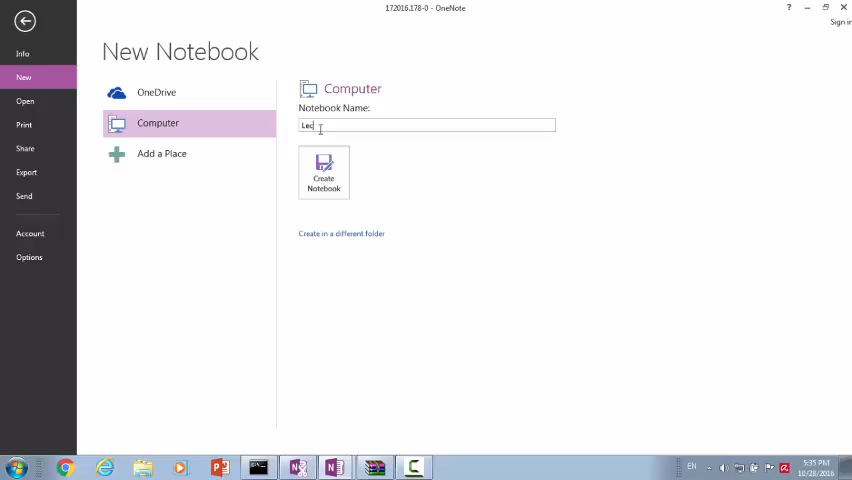 172016.178-0 - OneNote
?
Sign in
Info
New
Open
Print
Share
Export
Send
Account
Options
New Notebook
OneDrive
Computer
Add a Place
Computer
Notebook Name:
Lec
Create
Notebook
Create in a different folder
EN
5:35 PM
10/28/2016